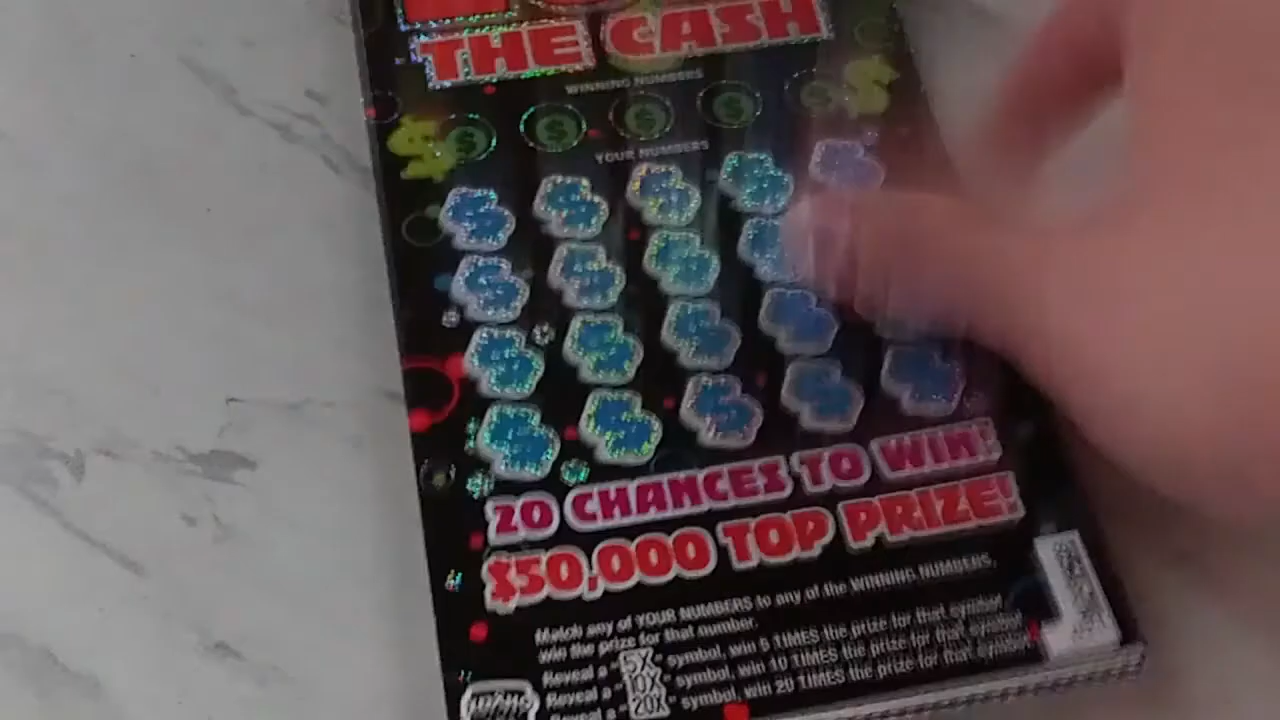 THE CASH
WINNING NUMBERS
YOUR NUMBERS
20 CHANCES TO WIN!
$50,000 TOP PRIZE!
Match any of YOUR NUMBERS to any of the WINNING NUMBERS,
win the prize for that number.
Reveal a "5X" symbol, win 5 TIMES the prize for that symbol
Reveal a "10X" symbol, win 10 TIMES the prize for that symbol
Reveal a "20X" symbol, win 20 TIMES the prize for that symbol
IDAHO